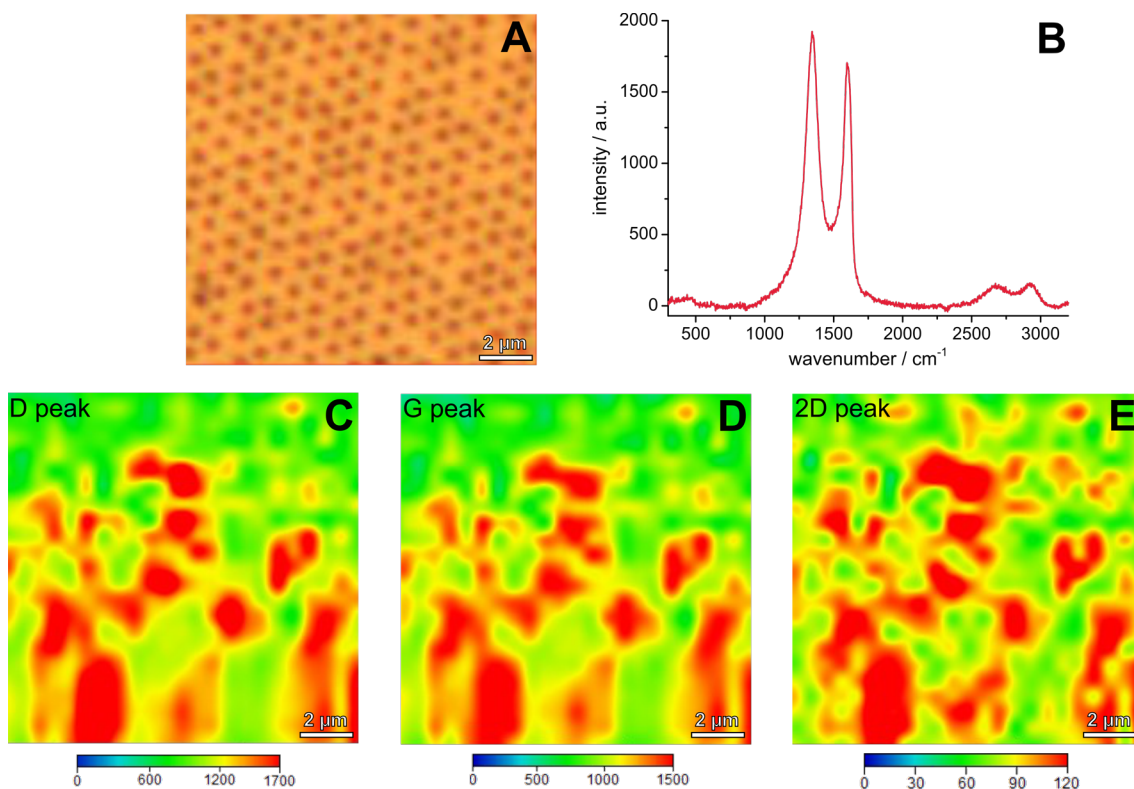 A
2 µm
B
2000
1500
1000
500
0
intensity / a.u.
500 1000 1500 2000 2500 3000
wavenumber / cm-1
D peak C
2 µm
0 600 1200 1700
G peak D
2 µm
0 500 1000 1500
2D peak E
2 µm
0 30 60 90 120